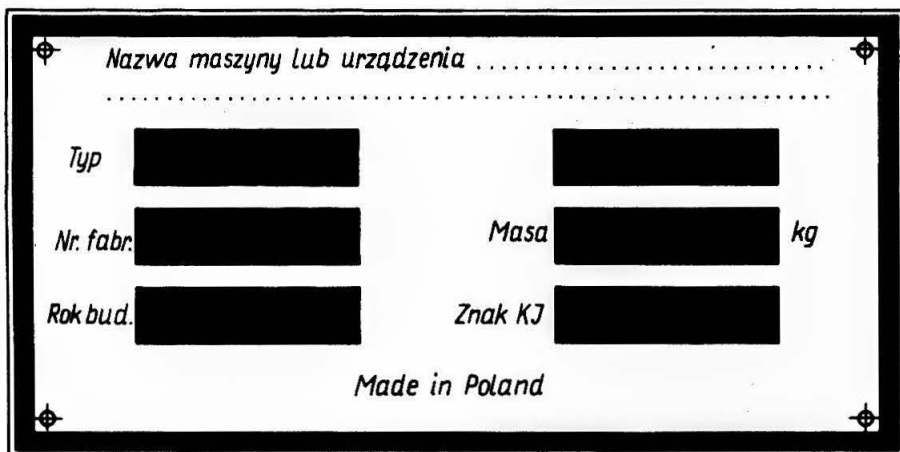 Nazwa maszyny lub urządzenia ..............................
..............................................................
Typ
Nr. fabr. Masa kg
Rok bud. Znak KJ
Made in Poland